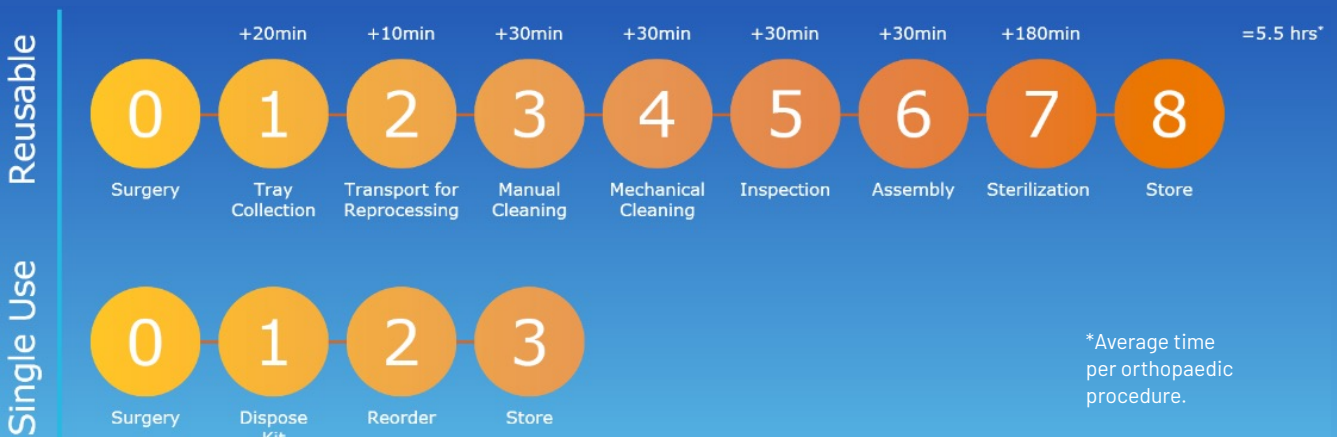 Reusable
+20min +10min +30min +30min +30min +30min +180min =5.5 hrs*
0 1 2 3 4 5 6 7 8
Surgery Tray Transport for Manual Mechanical Inspection Assembly Sterilization Store
Collection Reprocessing Cleaning Cleaning
Single Use
0 1 2 3
*Average time
per orthopaedic
procedure.
Surgery Dispose Reorder Store
Kit